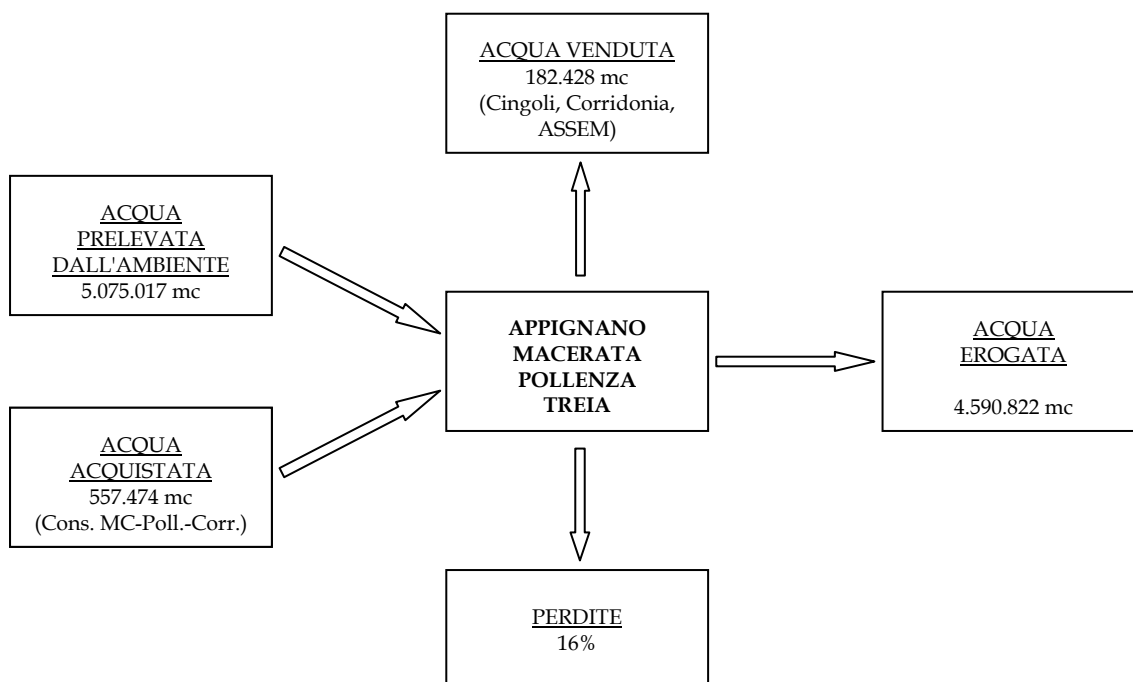 ACQUA VENDUTA
182.428 mc
(Cingoli, Corridonia,
ASSEM)
ACQUA
PRELEVATA
DALL'AMBIENTE
5.075.017 mc
APPIGNANO
MACERATA
POLLENZA
TREIA
ACQUA
EROGATA
4.590.822 mc
ACQUA
ACQUISTATA
557.474 mc
(Cons. MC-Poll.-Corr.)
PERDITE
16%